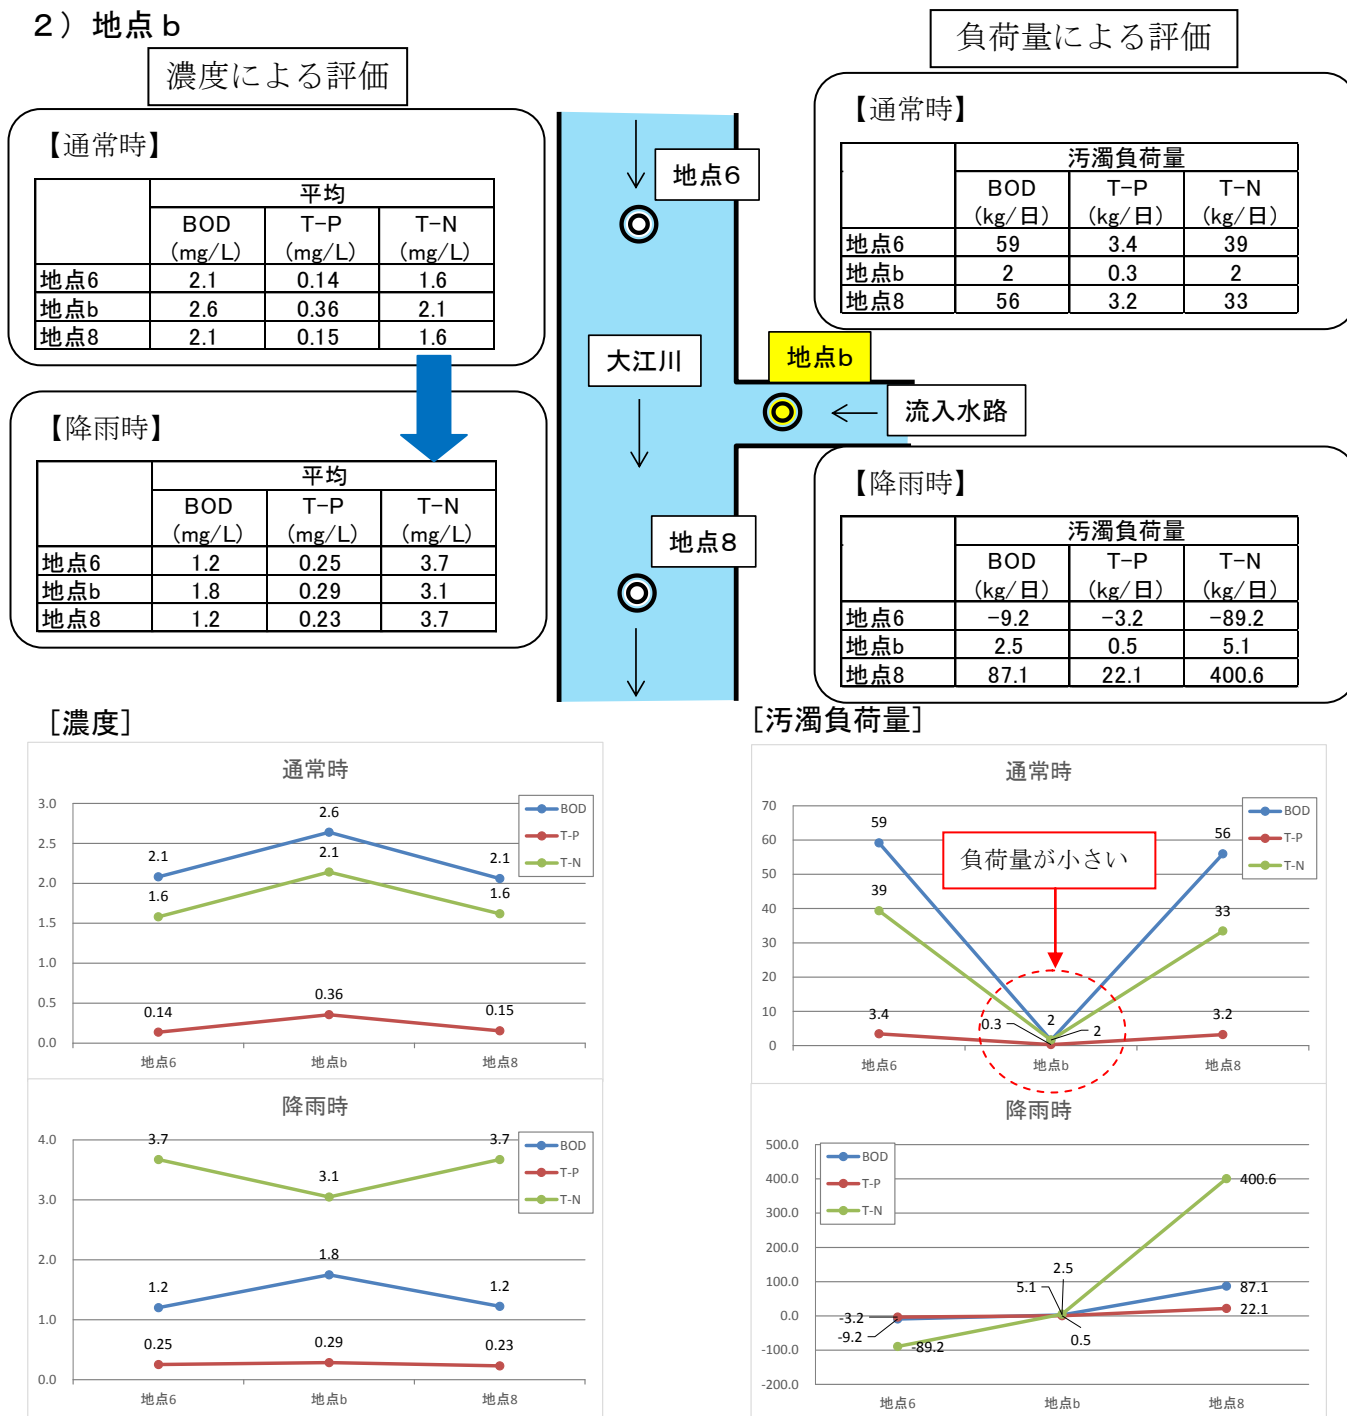 ２）地点ｂ
濃度による評価
【通常時】
平均
BOD T-P T-N
(mg/L) (mg/L) (mg/L)
地点6 2.1 0.14 1.6
地点b 2.6 0.36 2.1
地点8 2.1 0.15 1.6
【降雨時】
平均
BOD T-P T-N
(mg/L) (mg/L) (mg/L)
地点6 1.2 0.25 3.7
地点b 1.8 0.29 3.1
地点8 1.2 0.23 3.7
地点6
大江川
地点b
流入水路
地点8
負荷量による評価
【通常時】
汚濁負荷量
BOD T-P T-N
(kg/日) (kg/日) (kg/日)
地点6 59 3.4 39
地点b 2 0.3 2
地点8 56 3.2 33
【降雨時】
汚濁負荷量
BOD T-P T-N
(kg/日) (kg/日) (kg/日)
地点6 -9.2 -3.2 -89.2
地点b 2.5 0.5 5.1
地点8 87.1 22.1 400.6
[濃度]
通常時
3.0
2.5
2.0
1.5
1.0
0.5
0.0
2.1 2.6 2.1
1.6 2.1 1.6
0.14 0.36 0.15
BOD
T-P
T-N
地点6 地点b 地点8
降雨時
4.0
3.0
2.0
1.0
0.0
3.7 3.1 3.7
1.2 1.8 1.2
0.25 0.29 0.23
BOD
T-P
T-N
地点6 地点b 地点8
[汚濁負荷量]
通常時
70
60
50
40
30
20
10
0
59 56
39 33
3.4 0.3 2 2 3.2
負荷量が小さい
BOD
T-P
T-N
地点6 地点b 地点8
降雨時
500.0
400.0
300.0
200.0
100.0
0.0
-100.0
-200.0
BOD
T-P
T-N
400.6
2.5
5.1 87.1
-3.2 22.1
-9.2 0.5
-89.2
地点6 地点b 地点8